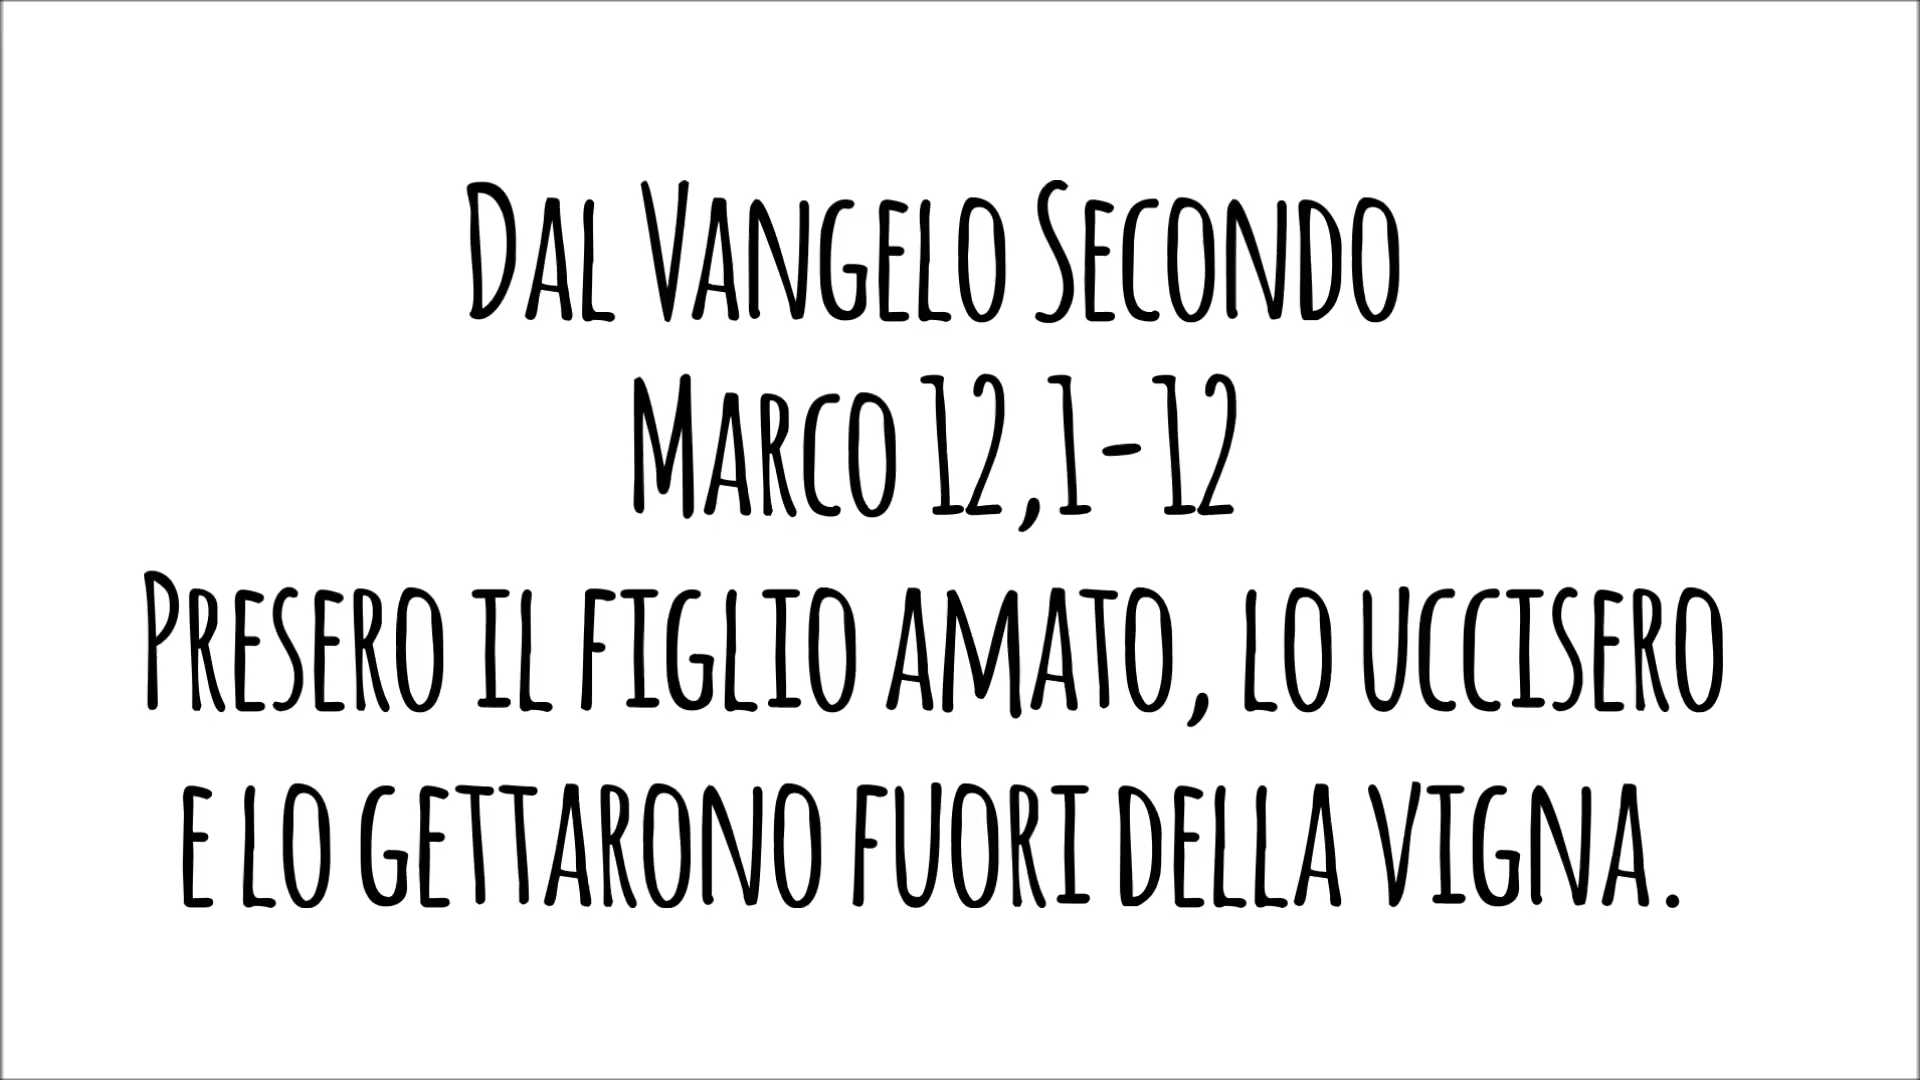 Dal Vangelo Secondo
Marco 12,1-12
Presero il figlio amato, lo uccisero
e lo gettarono fuori della vigna.